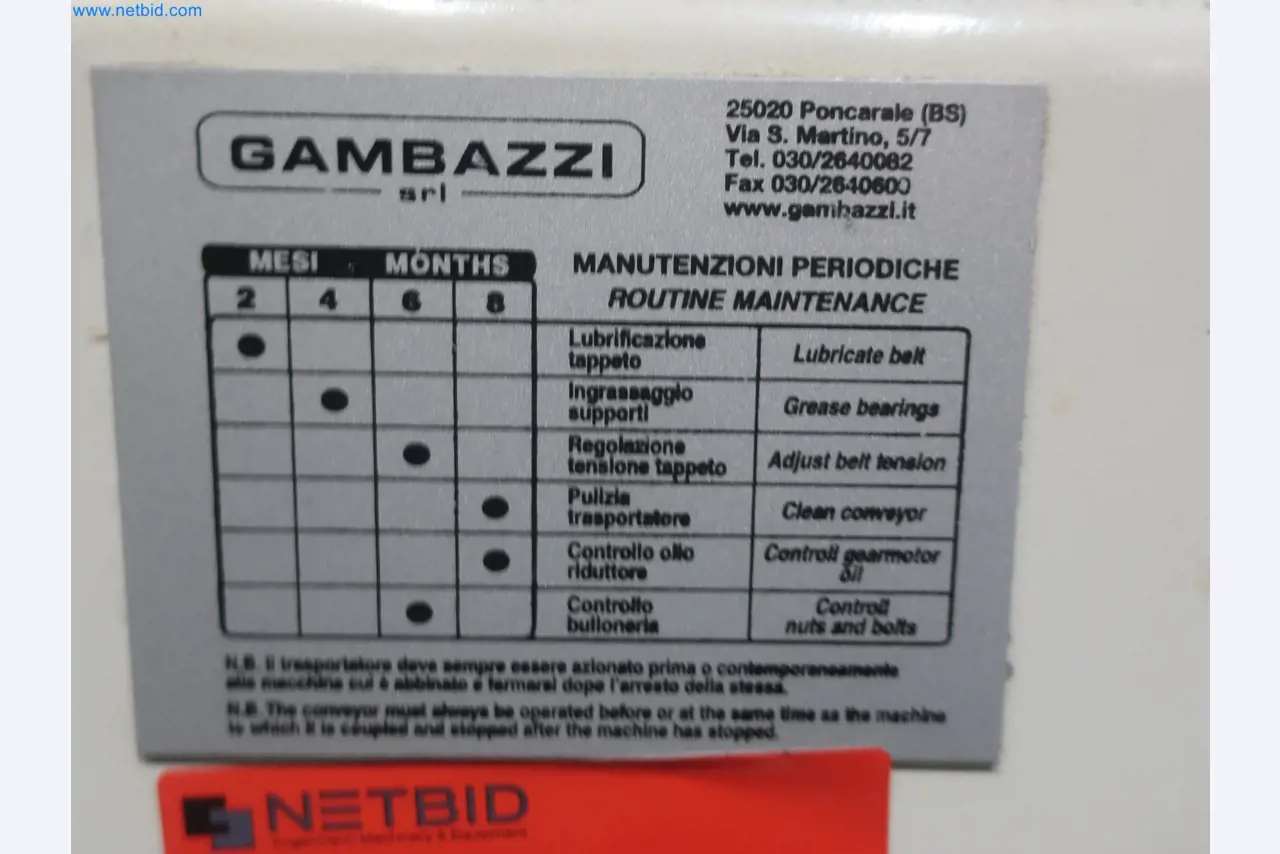 www.netbid.com
GAMBAZZI
srl
25020 Poncarale (BS)
Via S. Martino, 5/7
Tel. 030/2640082
Fax 030/2640600
www.gambazzi.it
MESI MONTHS
2 4 6 8
MANUTENZIONI PERIODICHE
ROUTINE MAINTENANCE
Lubrificazione
tappeto
Lubricate belt
Ingrassaggio
supporti
Grease bearings
Regolazione
tensione tappeto
Adjust belt tension
Pulizia
trasportatore
Clean conveyor
Controllo olio
riduttore
Controll gearmotor
oil
Controllo
bulloneria
Controll
nuts and bolts
N.B. Il trasportatore deve sempre essere azionato prima o contemporaneamente
alla macchina cui è abbinato e fermarsi dopo l'arresto della stessa.
N.B. The conveyor must always be operated before or at the same time as the machine
to which it is coupled and stopped after the machine has stopped.
NETBID
Machinery & Equipment